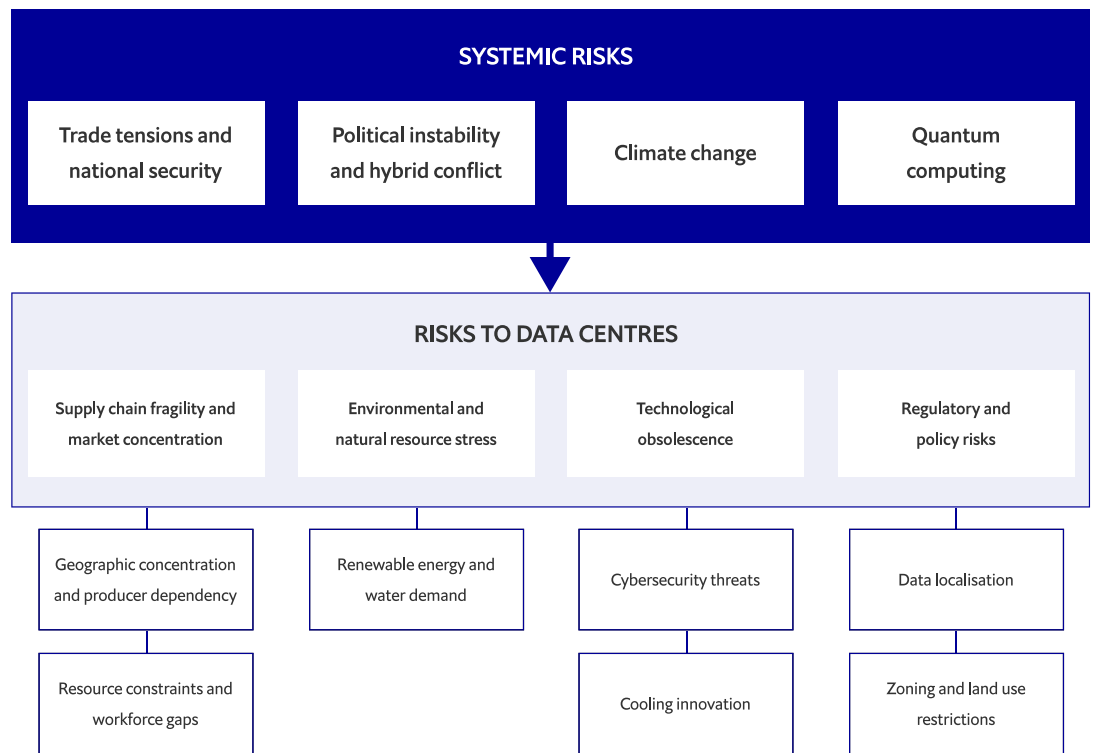 SYSTEMIC RISKS
Trade tensions and
national security
Political instability
and hybrid conflict
Climate change
Quantum
computing
RISKS TO DATA CENTRES
Supply chain fragility and
market concentration
Environmental and
natural resource stress
Technological
obsolescence
Regulatory and
policy risks
Geographic concentration
and producer dependency
Renewable energy and
water demand
Cybersecurity threats
Data localisation
Resource constraints and
workforce gaps
Cooling innovation
Zoning and land use
restrictions